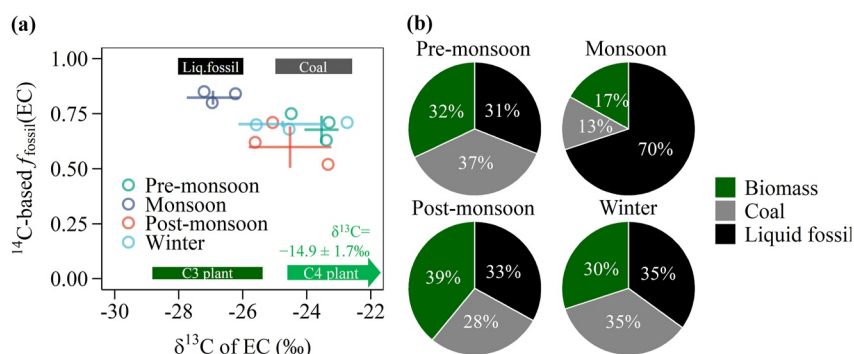 (a)
¹⁴C-based f_fossil(EC)
1.00
0.75
0.50
0.25
0.00
Liq.fossil
Coal
Pre-monsoon
Monsoon
Post-monsoon
Winter
δ¹³C=
−14.9 ± 1.7‰
C3 plant
C4 plant
-30
-28
-26
-24
-22
δ¹³C of EC (‰)
(b)
Pre-monsoon
32%
31%
37%
Monsoon
17%
13%
70%
Post-monsoon
39%
33%
28%
Winter
30%
35%
35%
Biomass
Coal
Liquid fossil